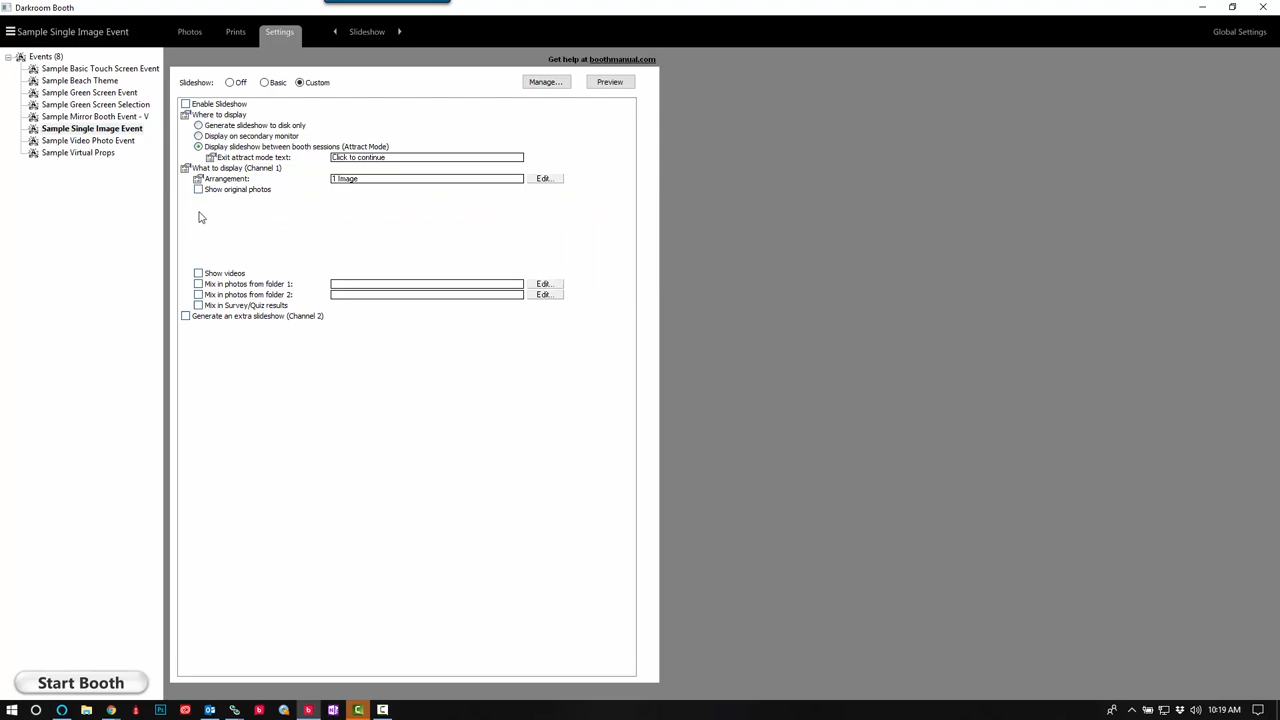 Darkroom Booth
Sample Single Image Event
Photos
Prints
Settings
Slideshow
Global Settings
Events (8)
Sample Basic Touch Screen Event
Sample Beach Theme
Sample Green Screen Event
Sample Green Screen Selection
Sample Mirror Booth Event - V
Sample Single Image Event
Sample Video Photo Event
Sample Virtual Props
Get help at boothmanual.com
Slideshow: Off Basic Custom Manage... Preview
Enable Slideshow
Where to display
Generate slideshow to disk only
Display on secondary monitor
Display slideshow between booth sessions (Attract Mode)
Exit attract mode text: Click to continue
What to display (Channel 1)
Arrangement: 1 Image Edit...
Show original photos
Show videos
Mix in photos from folder 1: Edit...
Mix in photos from folder 2: Edit...
Mix in Survey/Quiz results
Generate an extra slideshow (Channel 2)
Start Booth
10:19 AM